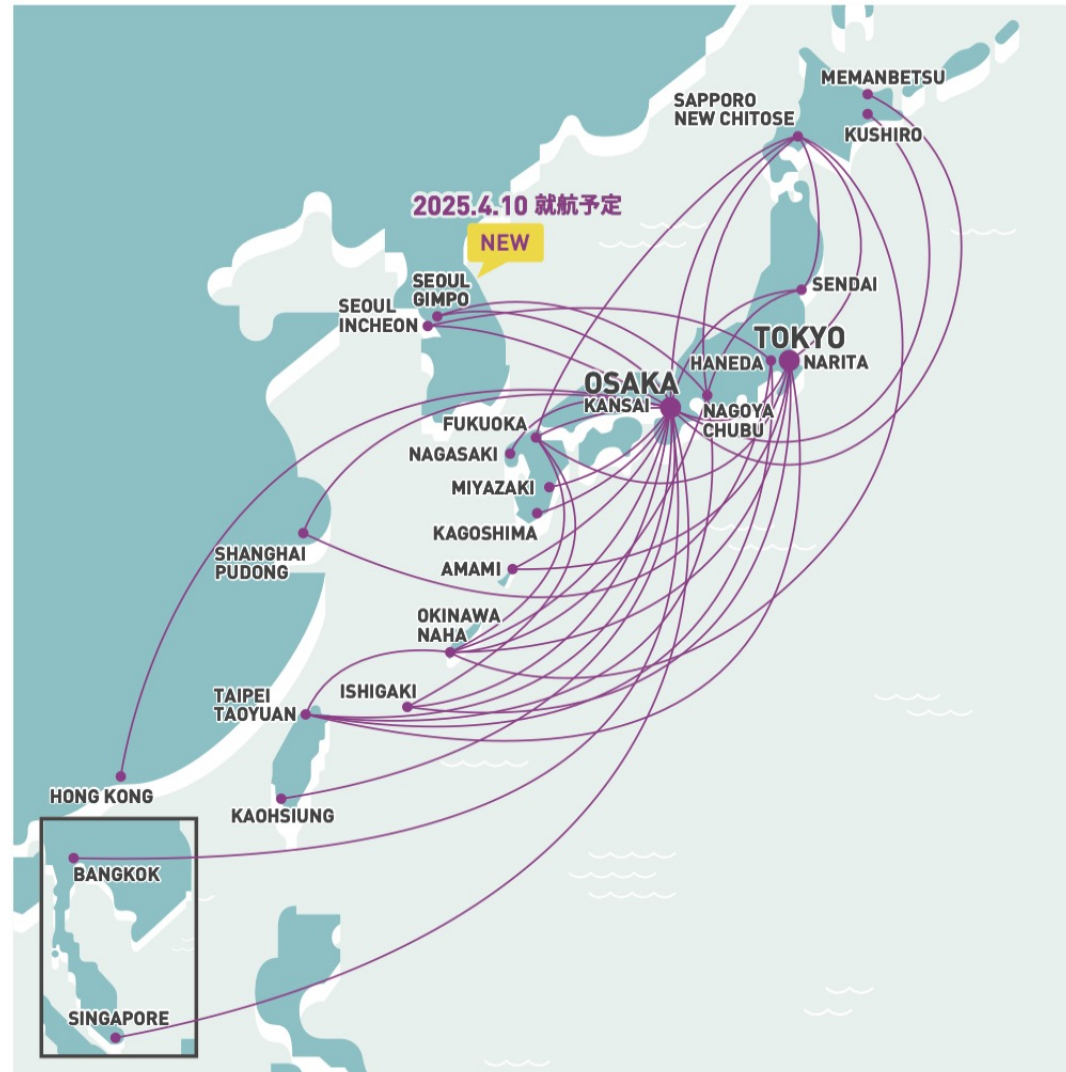 MEMANBETSU
SAPPORO
NEW CHITOSE
KUSHIRO
2025.4.10 就航予定
NEW
SEOUL
GIMPO
SENDAI
SEOUL
INCHEON
TOKYO
HANEDA
NARITA
OSAKA
KANSAI
NAGOYA
CHUBU
FUKUOKA
NAGASAKI
MIYAZAKI
KAGOSHIMA
SHANGHAI
PUDONG
AMAMI
OKINAWA
NAHA
ISHIGAKI
TAIPEI
TAOYUAN
HONG KONG
KAOHSIUNG
BANGKOK
SINGAPORE